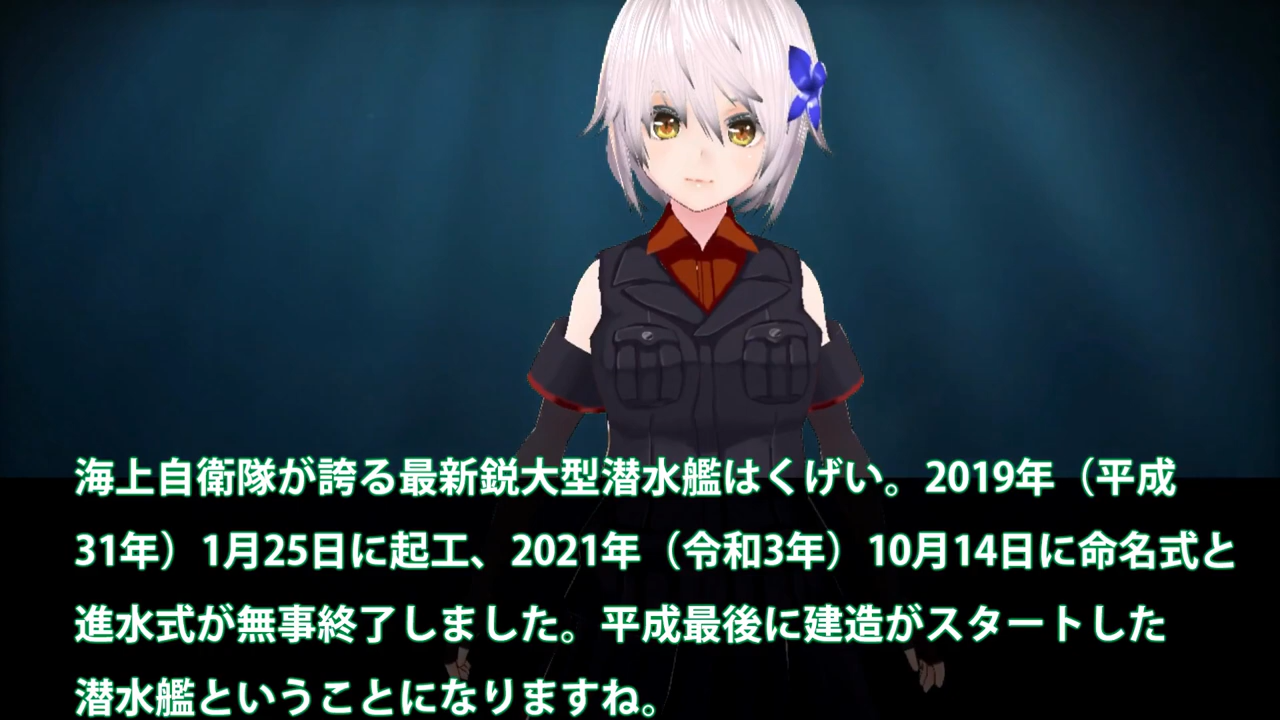 海上自衛隊が誇る最新鋭大型潜水艦はくげい。2019年（平成
31年）1月25日に起工、2021年（令和3年）10月14日に命名式と
進水式が無事終了しました。平成最後に建造がスタートした
潜水艦ということになりますね。